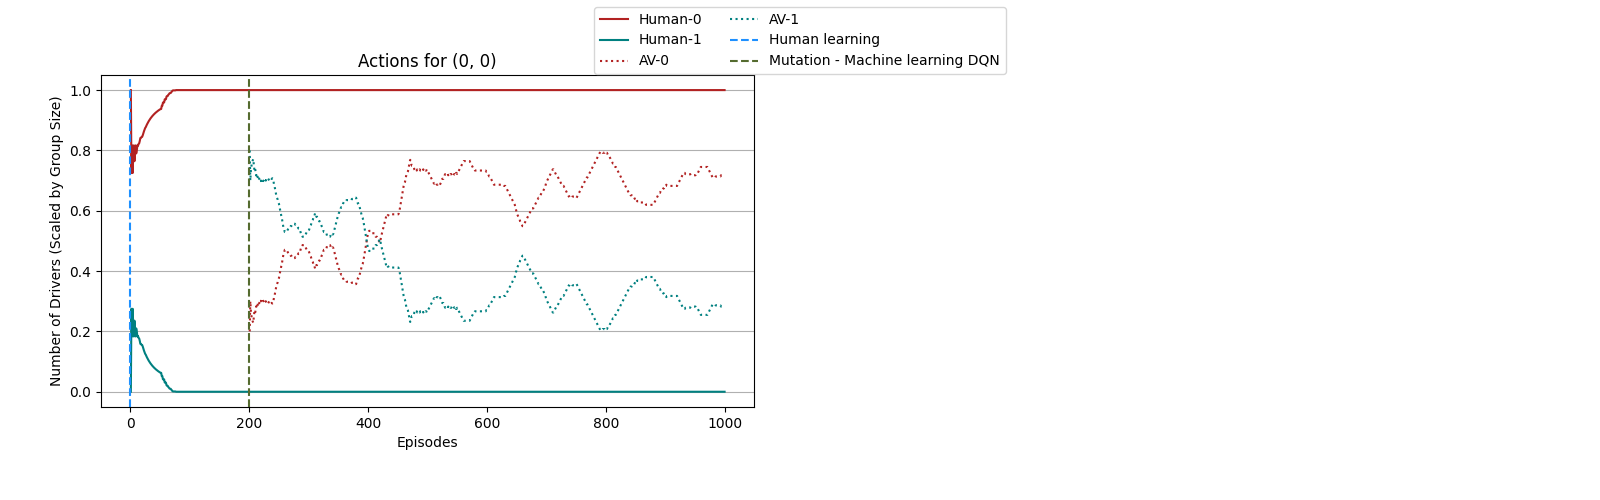 Human-0
Human-1
AV-0
AV-1
Human learning
Mutation - Machine learning DQN
Actions for (0, 0)
Number of Drivers (Scaled by Group Size)
1.0
0.8
0.6
0.4
0.2
0.0
0 200 400 600 800 1000
Episodes